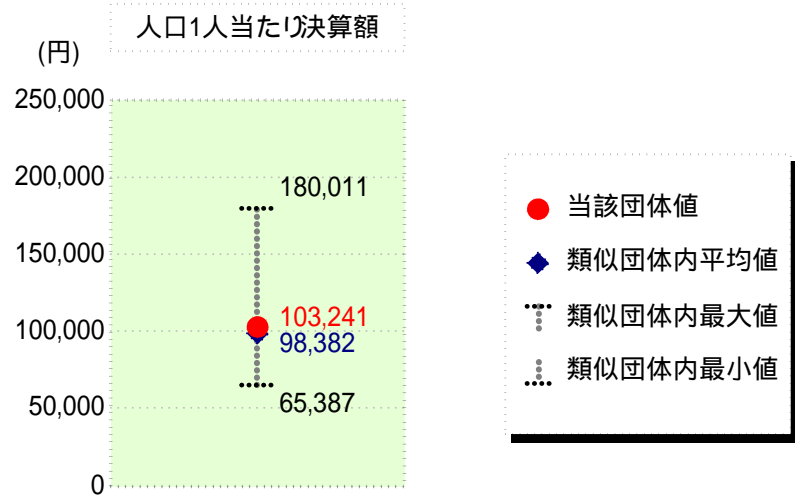 人口1人当たり決算額
(円)
250,000
200,000
180,011
150,000
103,241
100,000
98,382
65,387
50,000
0
当該団体値
類似団体内平均値
類似団体内最大値
類似団体内最小値